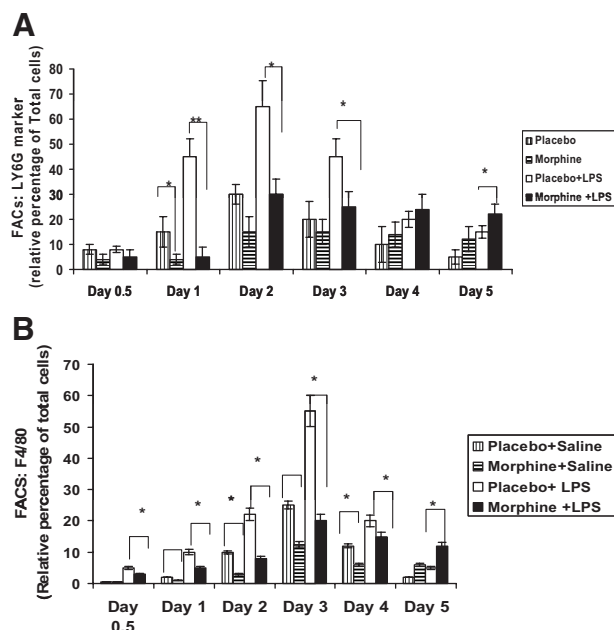 A
FACs: LY6G marker
(relative percentage of Total cells)
80
70
60
50
40
30
20
10
0
*
**
*
*
*
Placebo
Morphine
Placebo+LPS
Morphine +LPS
Day 0.5
Day 1
Day 2
Day 3
Day 4
Day 5
B
FACS: F4/80
(Relative percentage of total cells)
70
60
50
40
30
20
10
0
*
*
*
*
*
*
*
*
Placebo+Saline
Morphine+Saline
Placebo+ LPS
Morphine +LPS
Day
0.5
Day 1
Day 2
Day 3
Day 4
Day 5